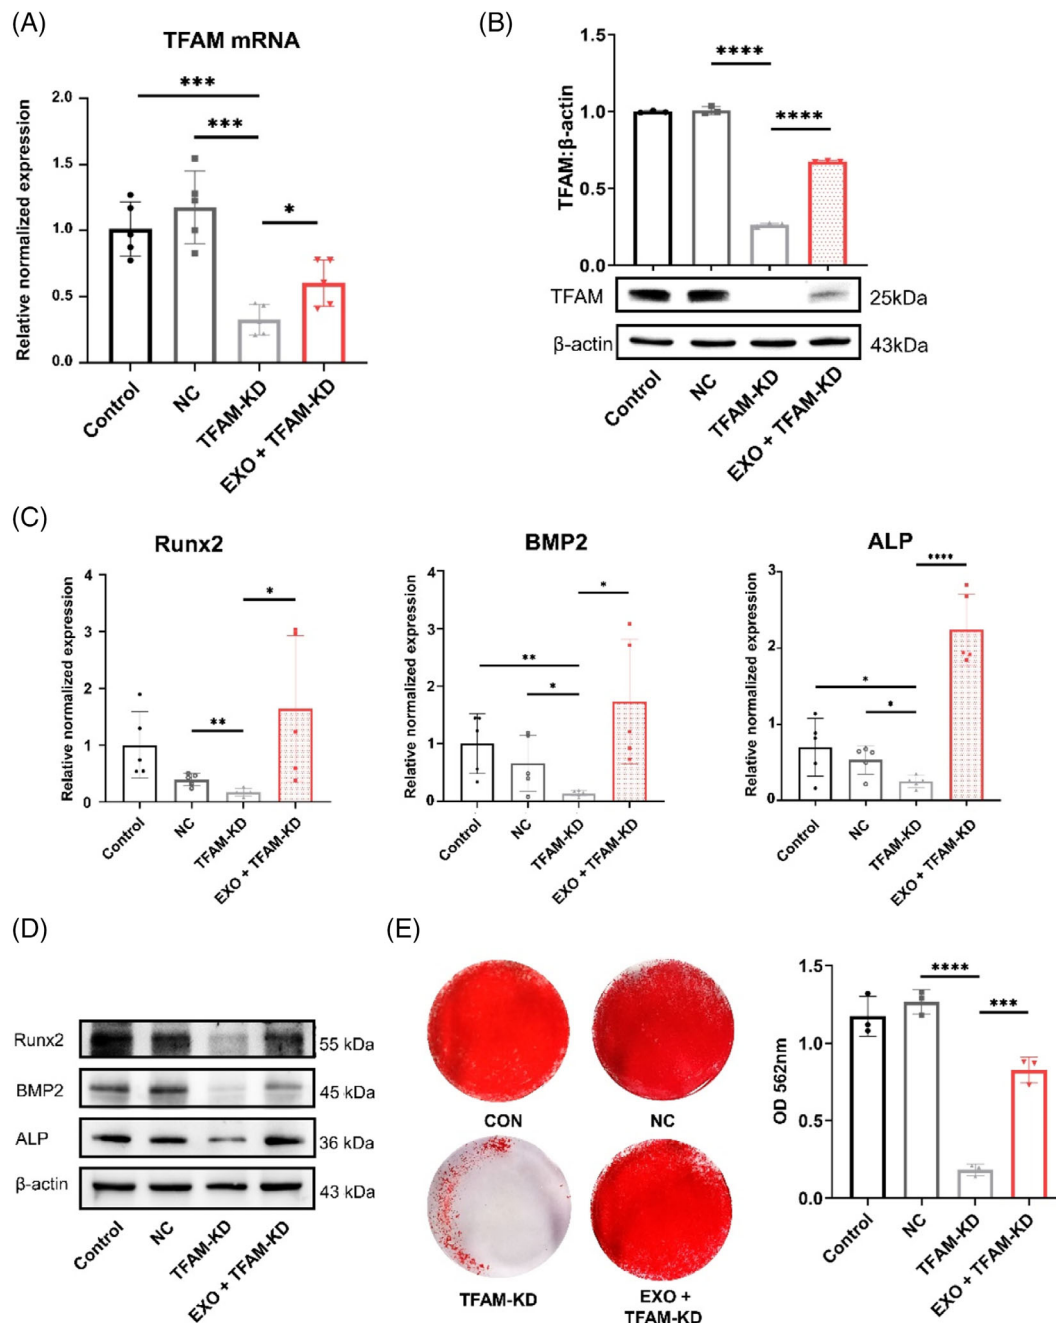 (A)
TFAM mRNA
Relative normalized expression
2.0
1.5
1.0
0.5
0.0
***
***
*
Control
NC
TFAM-KD
EXO + TFAM-KD
(B)
TFAM:β-actin
1.5
1.0
0.5
0.0
****
****
TFAM
25kDa
β-actin
43kDa
Control
NC
TFAM-KD
EXO + TFAM-KD
(C)
Runx2
Relative normalized expression
4
3
2
1
0
**
*
Control
NC
TFAM-KD
EXO + TFAM-KD
BMP2
Relative normalized expression
4
3
2
1
0
**
*
*
Control
NC
TFAM-KD
EXO + TFAM-KD
ALP
Relative normalized expression
3
2
1
0
****
*
*
Control
NC
TFAM-KD
EXO + TFAM-KD
(D)
Runx2
55 kDa
BMP2
45 kDa
ALP
36 kDa
β-actin
43 kDa
Control
NC
TFAM-KD
EXO + TFAM-KD
(E)
CON
NC
TFAM-KD
EXO +
TFAM-KD
OD 562nm
1.5
1.0
0.5
0.0
****
***
Control
NC
TFAM-KD
EXO + TFAM-KD